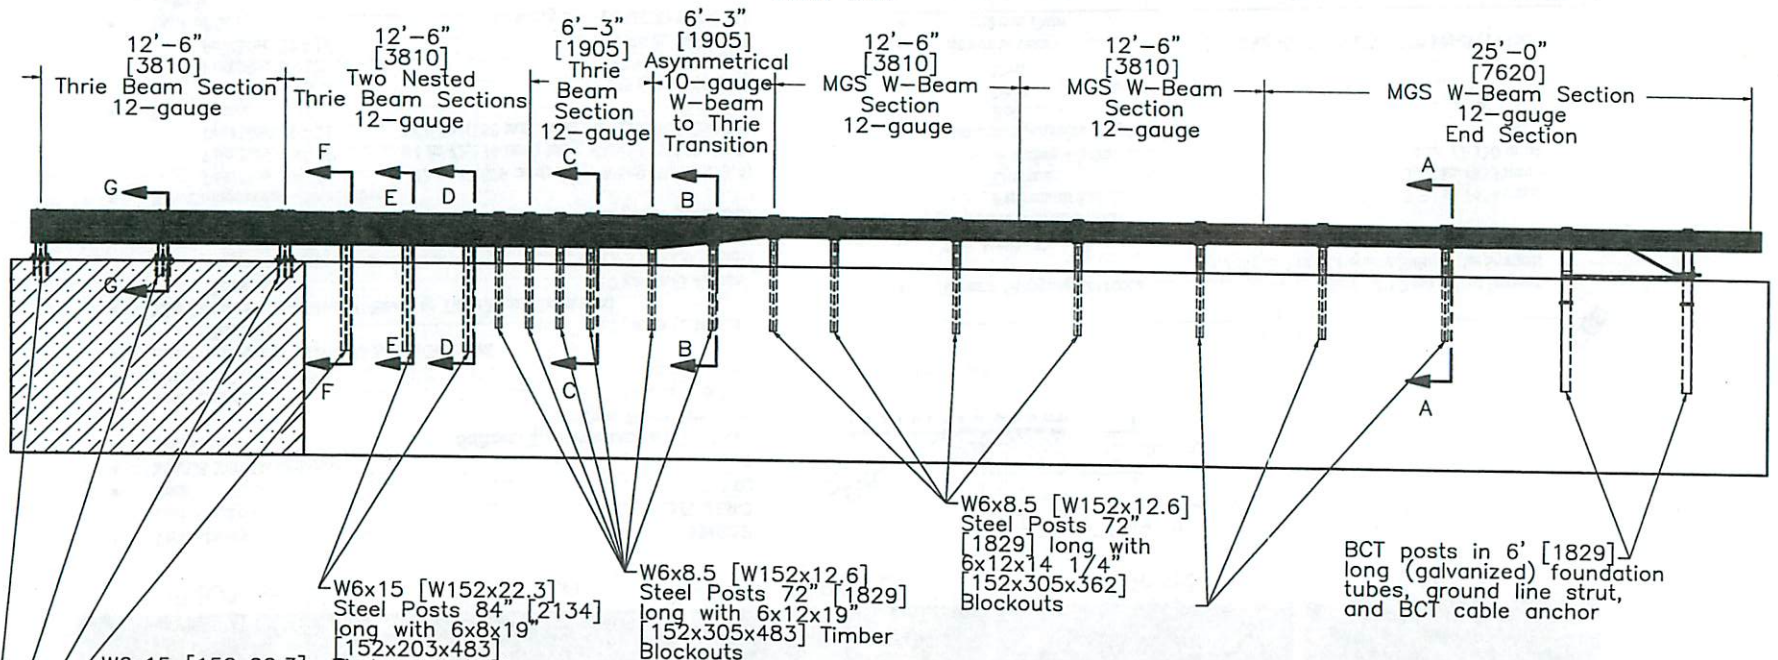 12'-6"
[3810]
Thrie Beam Section
12-gauge
12'-6"
[3810]
Two Nested
Thrie Beam Sections
12-gauge
6'-3"
[1905]
Thrie
Beam
Section
12-gauge
6'-3"
[1905]
Asymmetrical
10-gauge
W-beam
to Thrie
Transition
12'-6"
[3810]
MGS W-Beam
Section
12-gauge
12'-6"
[3810]
MGS W-Beam
Section
12-gauge
25'-0"
[7620]
MGS W-Beam Section
12-gauge
End Section
G
F
E
D
C
B
A
G
F
E
D
C
B
A
W6x15 [W152x22.3]
Steel Posts 84" [2134]
long with 6x8x19"
[152x203x483]
W6x8.5 [W152x12.6]
Steel Posts 72" [1829]
long with 6x12x19"
[152x305x483] Timber
Blockouts
W6x8.5 [W152x12.6]
Steel Posts 72"
[1829] long with
6x12x14 1/4"
[152x305x362]
Blockouts
BCT posts in 6' [1829]
long (galvanized) foundation
tubes, ground line strut,
and BCT cable anchor